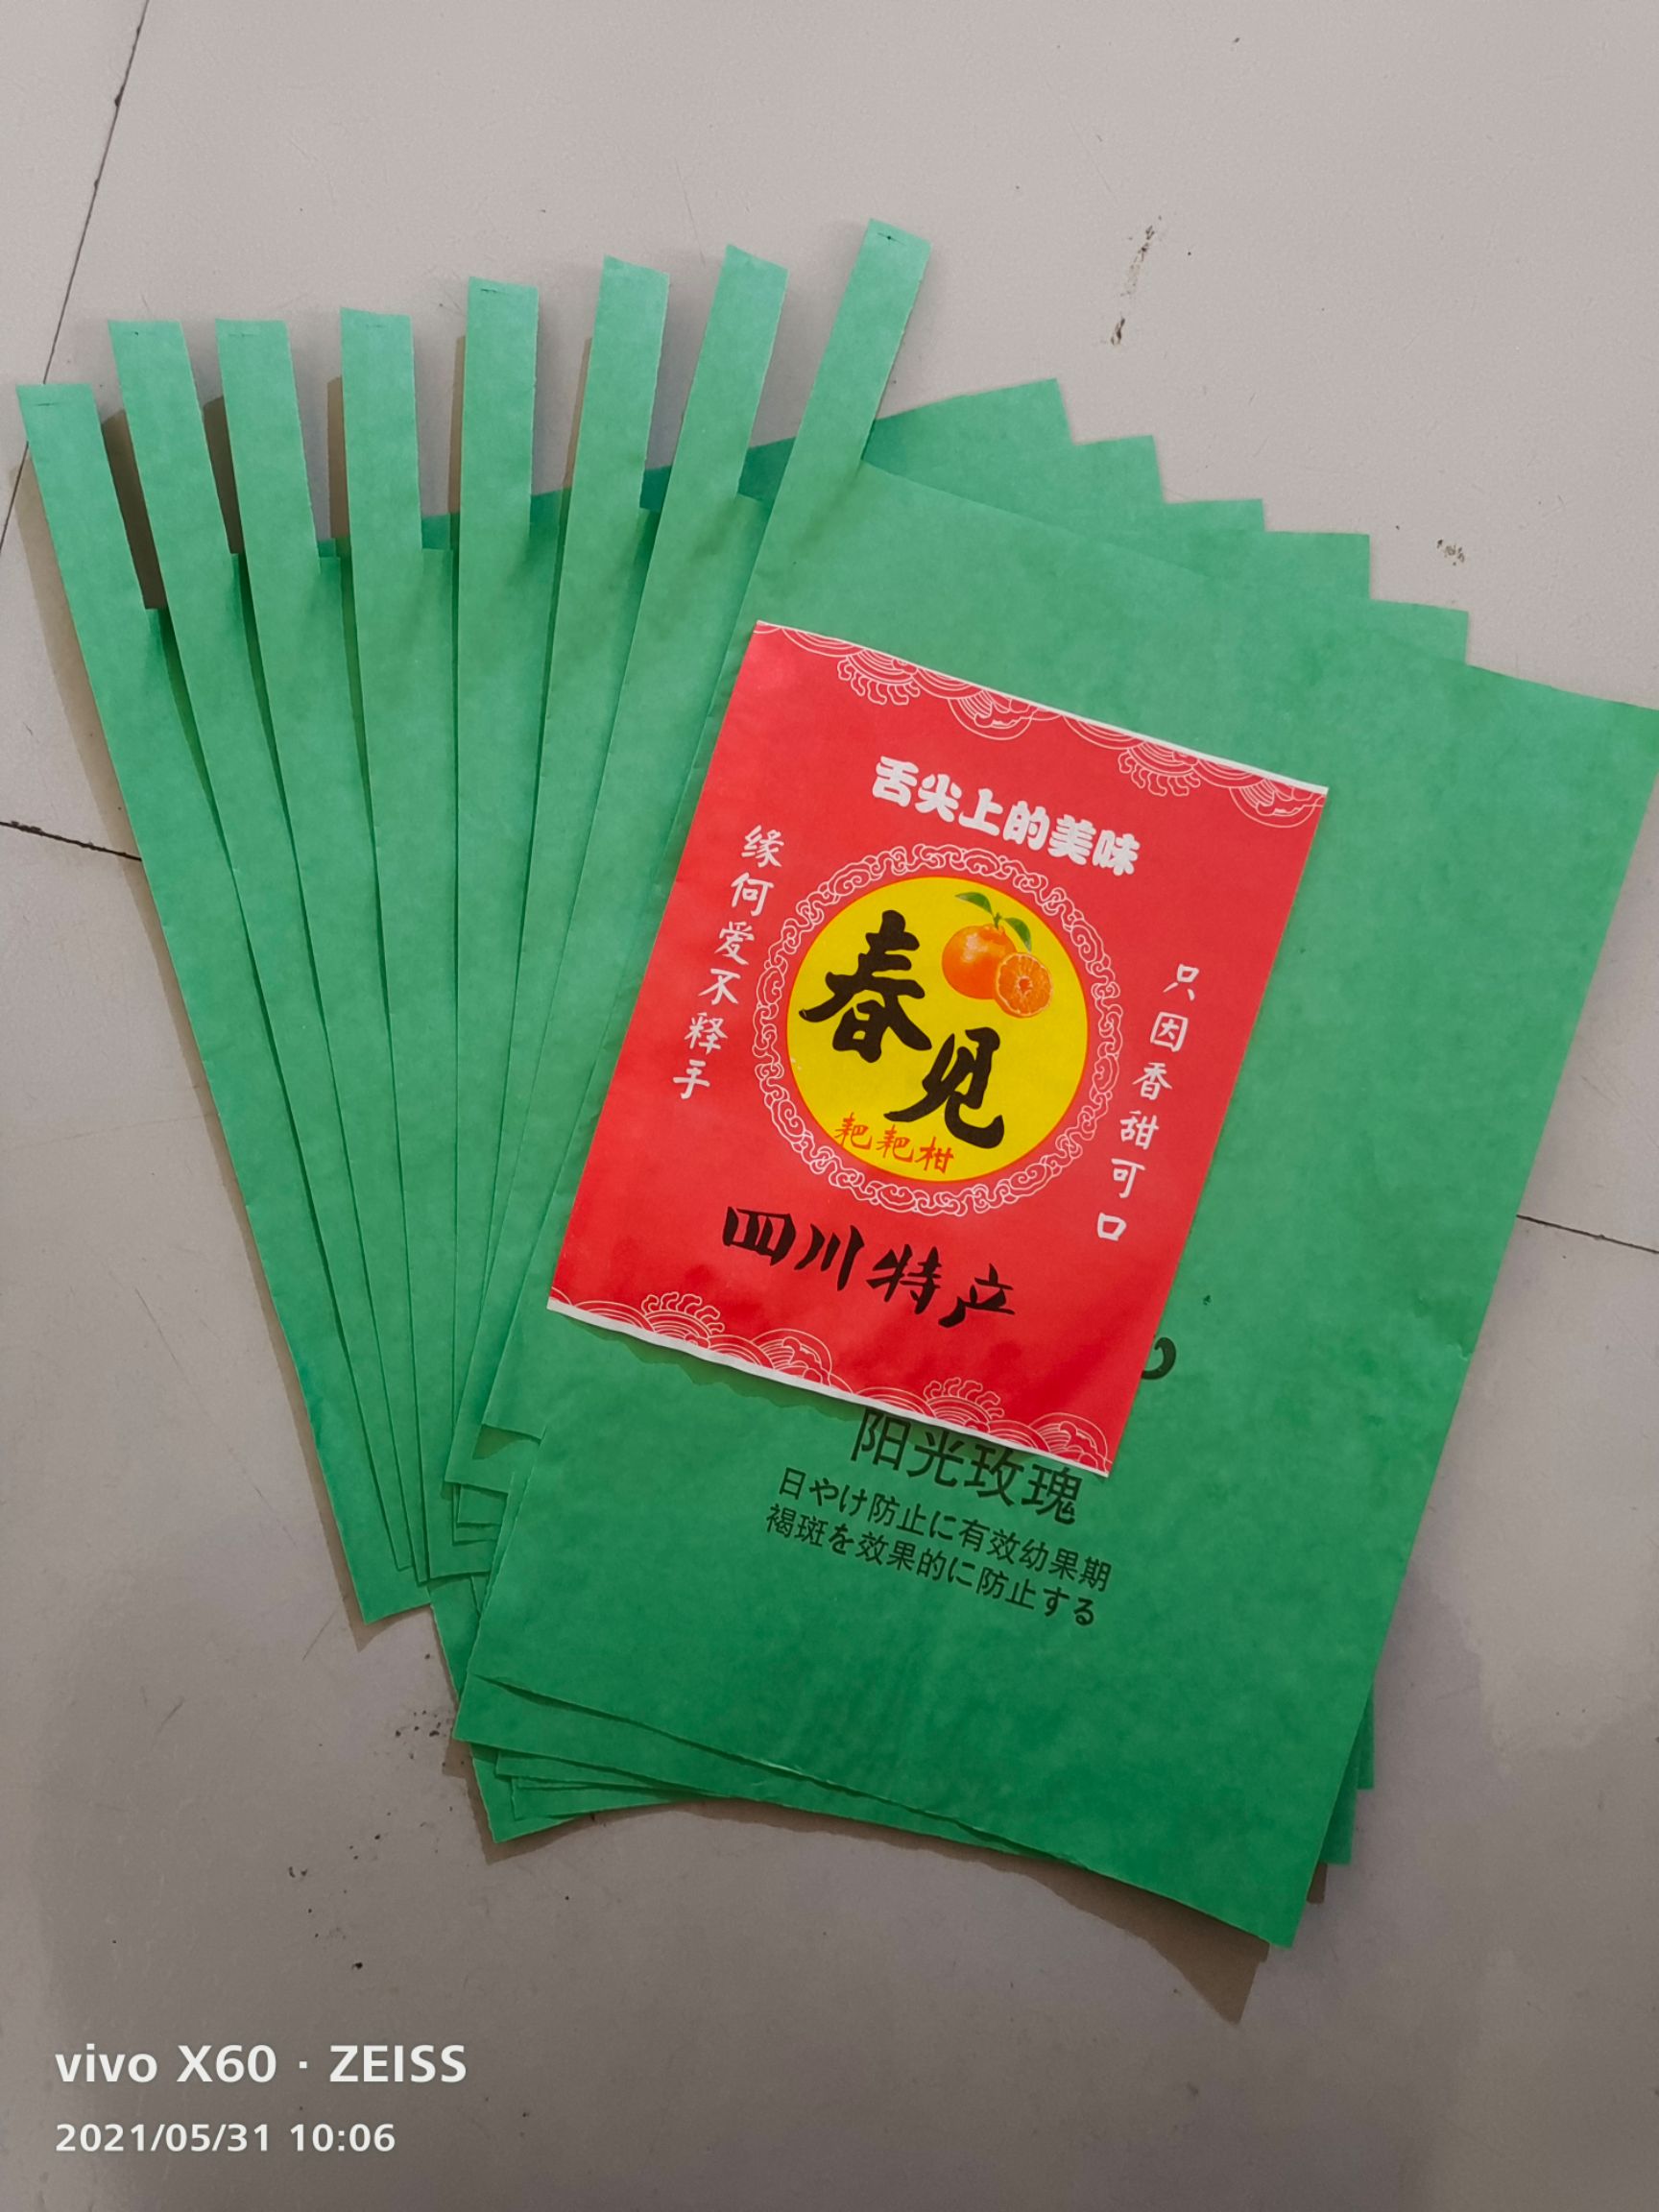 舌尖上的美味
缘何爱不释手
只因香甜可口
春见
耙耙柑
四川特产
阳光玫瑰
日やけ防止に有效幼果期
褐斑を效果的に防止する
vivo X60 · ZEISS
2021/05/31 10:06